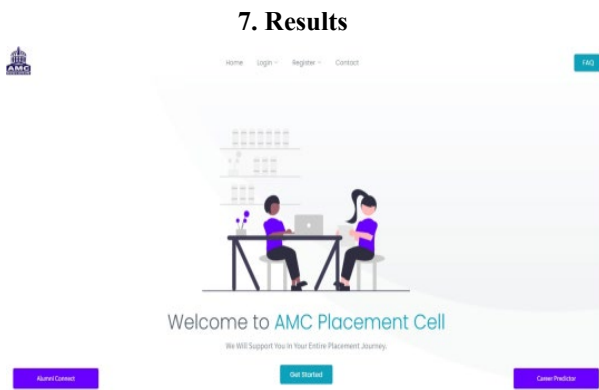 7. Results
AMC
Home Login Register Contact
FAQ
Welcome to AMC Placement Cell
We Will Support You In Your Entire Placement Journey.
Get Started
Alumni Connect
Career Predictor